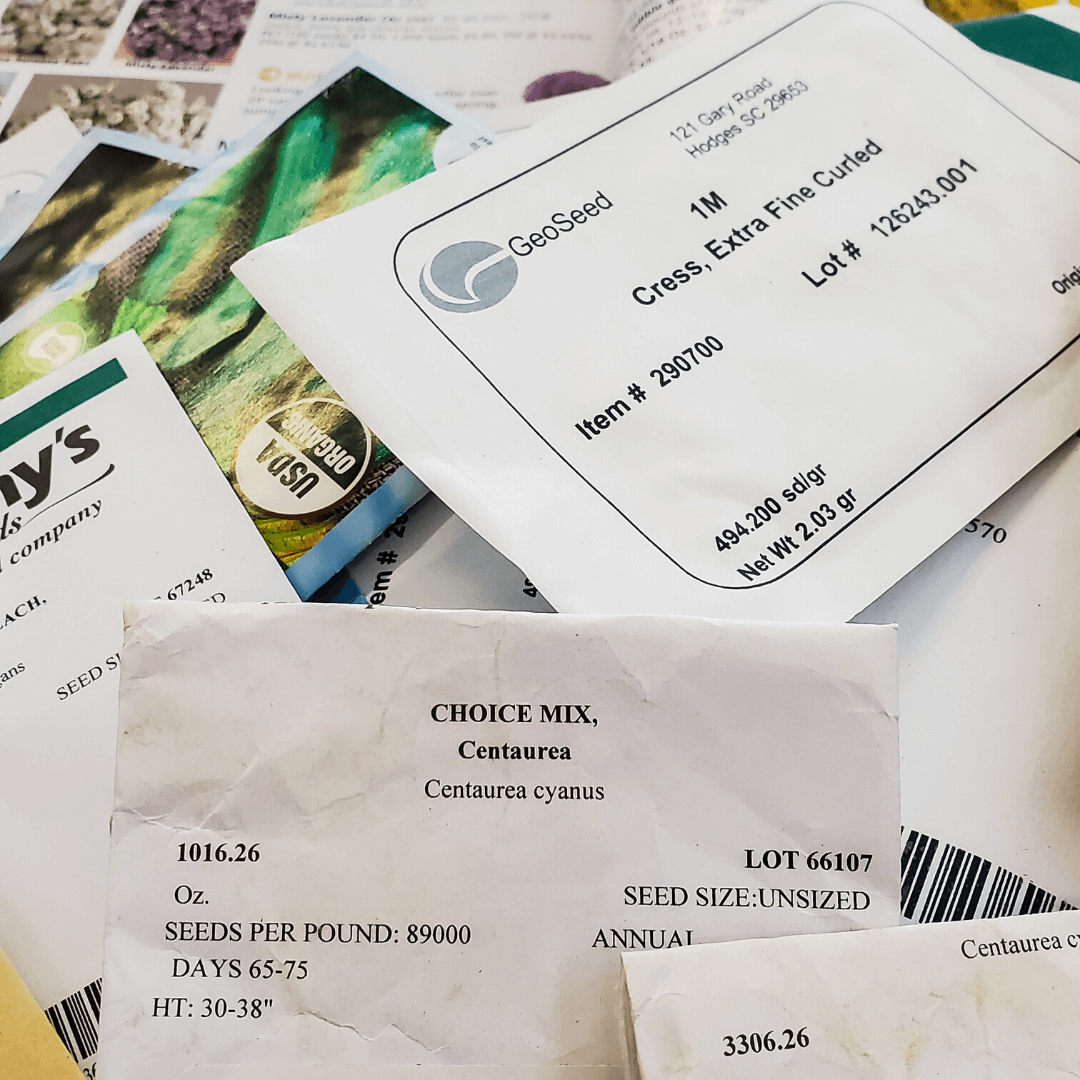 121 Gary Road
Hodges SC 29653
GeoSeed
1M
Cress, Extra Fine Curled
Lot # 126243.001
Item # 290700
494.200 sd/gr
Net Wt 2.03 gr
USDA
ORGANIC
ny's
company
67248
SEED
570
CHOICE MIX,
Centaurea
Centaurea cyanus
1016.26
LOT 66107
Oz.
SEED SIZE:UNSIZED
SEEDS PER POUND: 89000
ANNUAL
DAYS 65-75
HT: 30-38"
Centaurea
3306.26